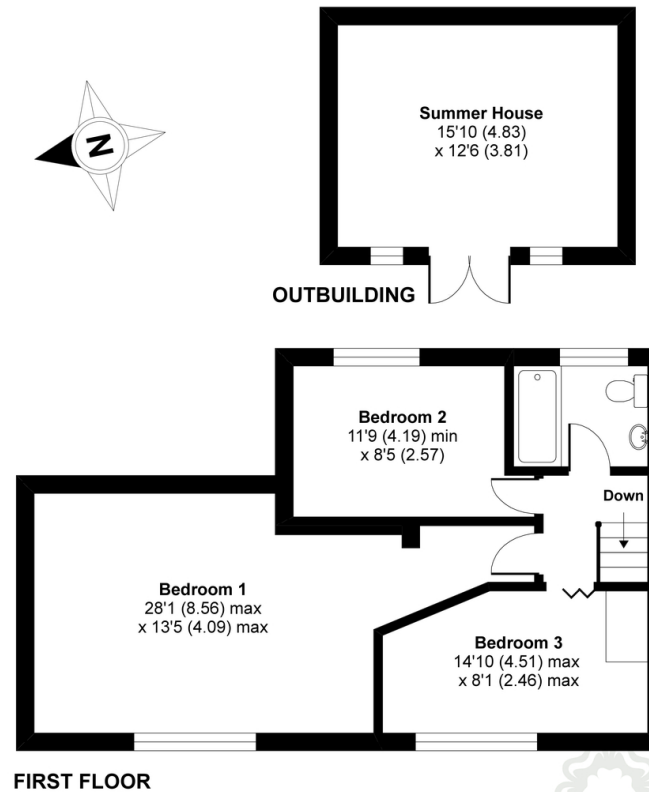 Summer House
15'10 (4.83)
x 12'6 (3.81)
N
OUTBUILDING
Bedroom 2
11'9 (4.19) min
x 8'5 (2.57)
Down
Bedroom 1
28'1 (8.56) max
x 13'5 (4.09) max
Bedroom 3
14'10 (4.51) max
x 8'1 (2.46) max
FIRST FLOOR